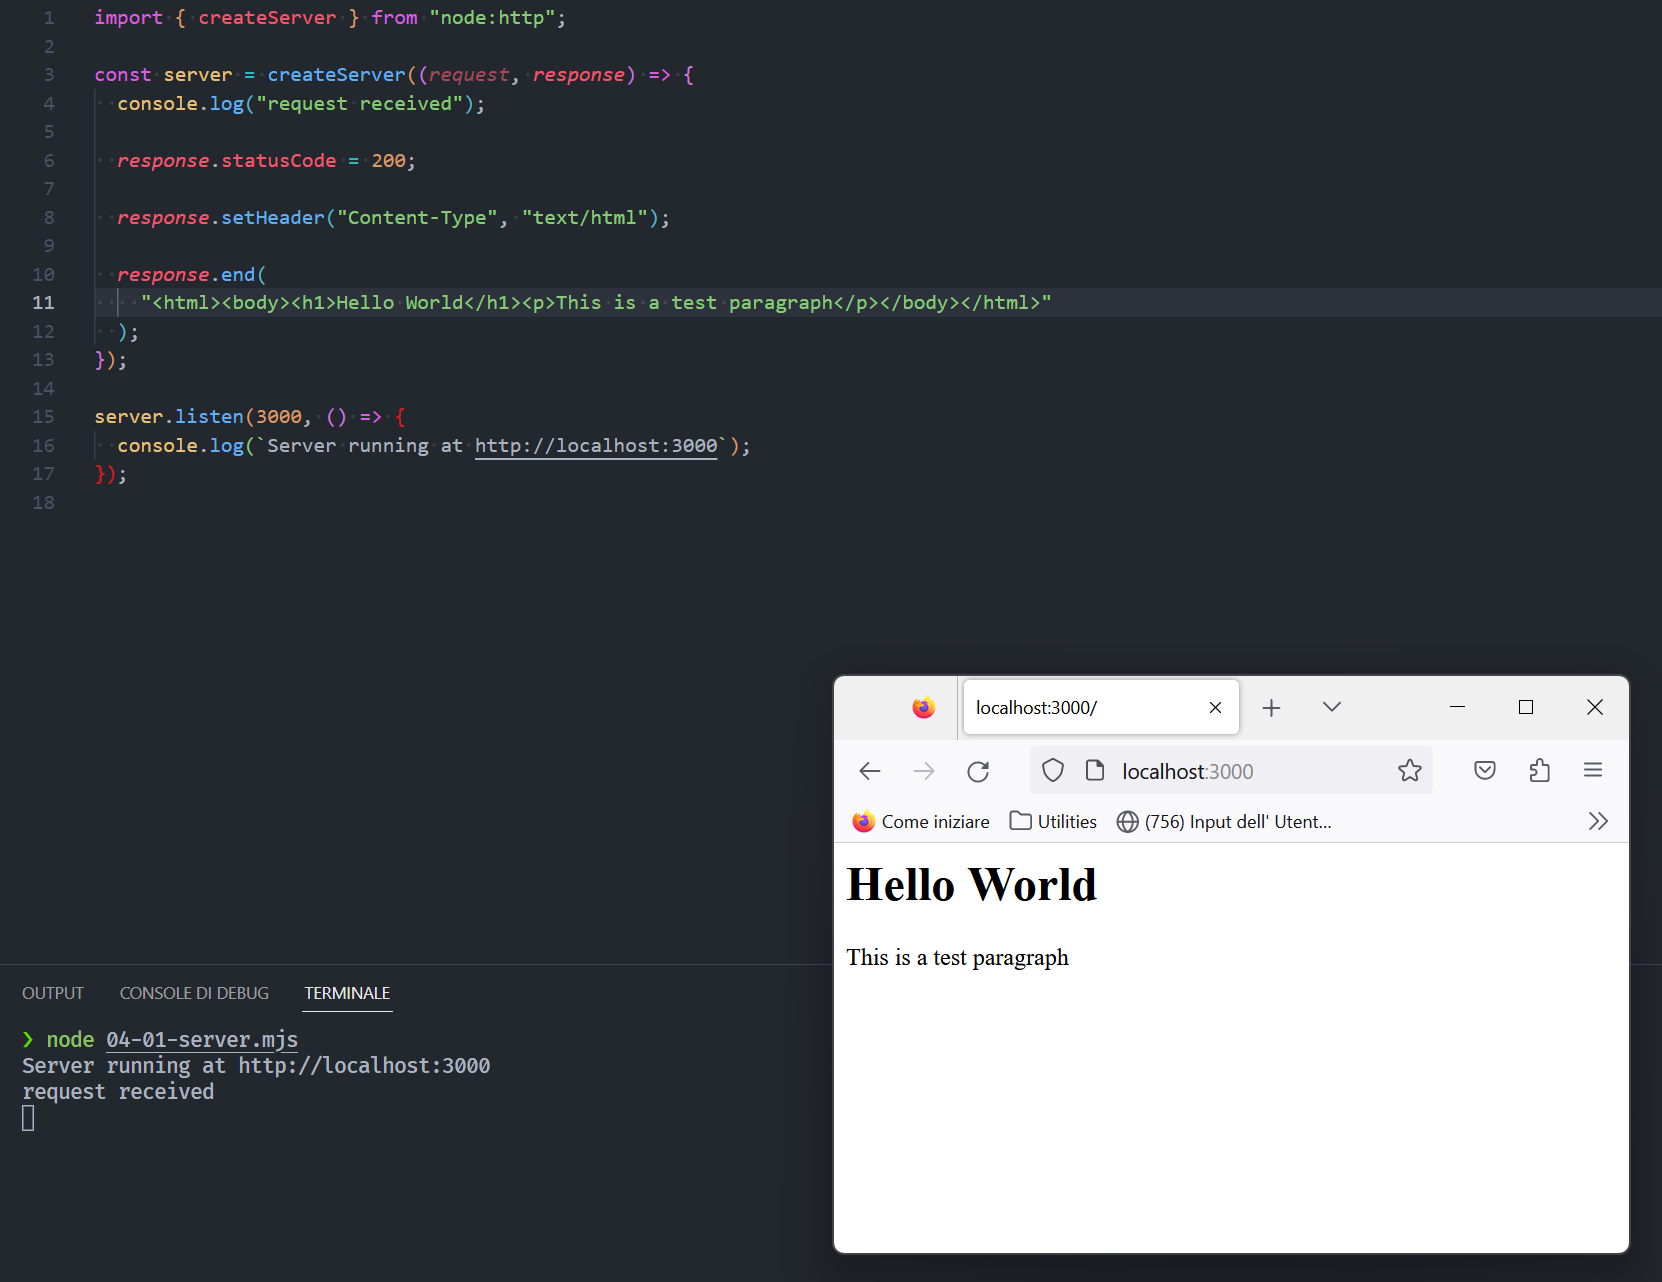 1 import { createServer } from "node:http";
2
3 const server = createServer((request, response) => {
4 console.log("request received");
5
6 response.statusCode = 200;
7
8 response.setHeader("Content-Type", "text/html");
9
10 response.end(
11 "<html><body><h1>Hello World</h1><p>This is a test paragraph</p></body></html>"
12 );
13 });
14
15 server.listen(3000, () => {
16 console.log(`Server running at http://localhost:3000`);
17 });
18
localhost:3000/
localhost:3000
Come iniziare Utilities (756) Input dell' Utent...
Hello World
This is a test paragraph
OUTPUT CONSOLE DI DEBUG TERMINALE
❯ node 04-01-server.mjs
Server running at http://localhost:3000
request received